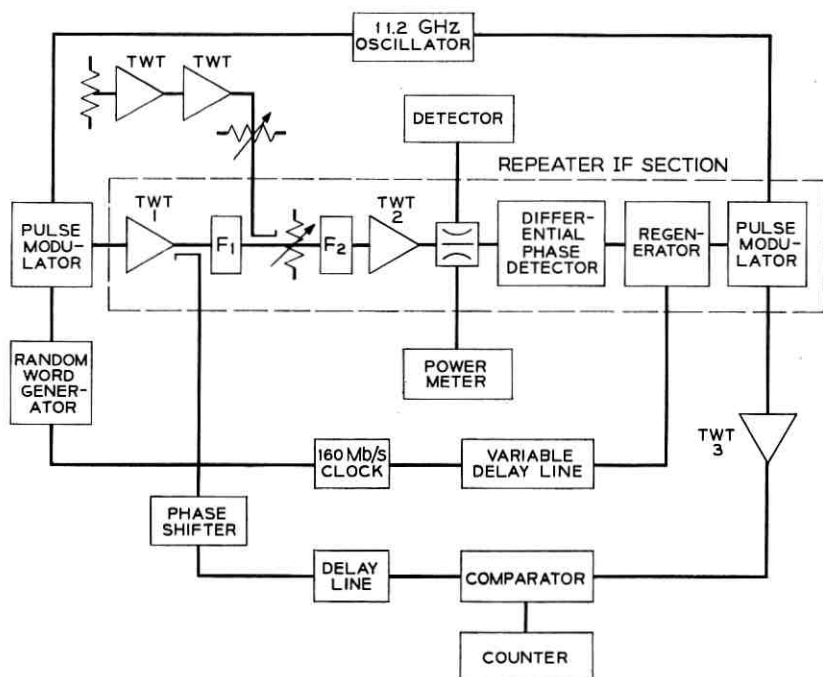 11.2 GHz
OSCILLATOR
TWT
TWT
DETECTOR
REPEATER IF SECTION
PULSE
MODU-
LATOR
TWT
1
F1
F2
TWT
2
DIFFER-
ENTIAL
PHASE
DETECTOR
REGEN-
ERATOR
PULSE
MODU-
LATOR
RANDOM
WORD
GENER-
ATOR
POWER
METER
160 Mb/s
CLOCK
VARIABLE
DELAY LINE
TWT
3
PHASE
SHIFTER
DELAY
LINE
COMPARATOR
COUNTER